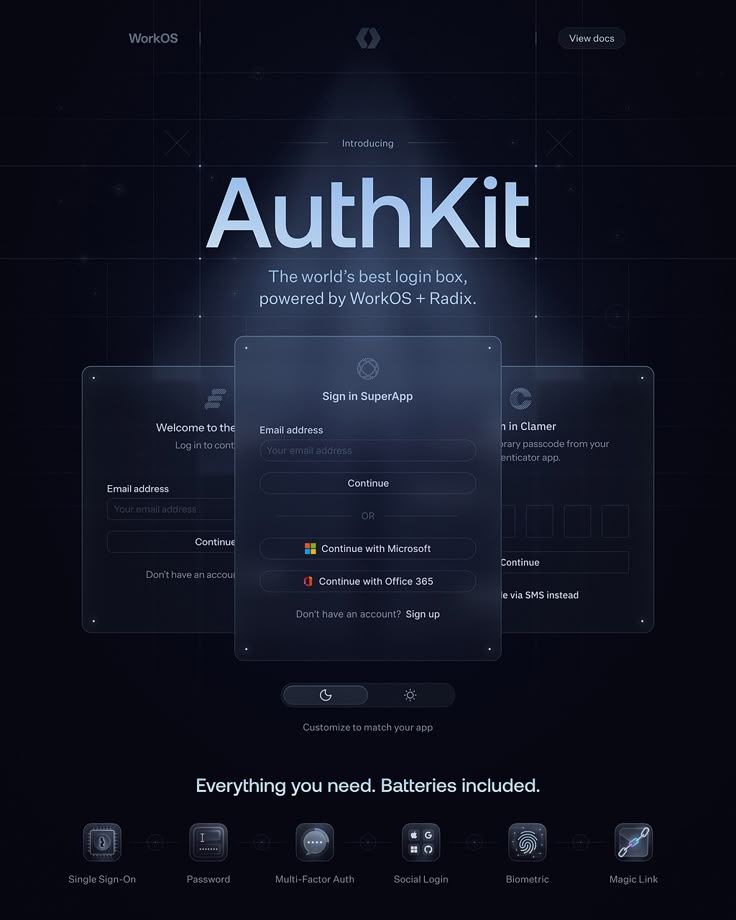 WorkOS
View docs
Introducing
AuthKit
The world's best login box,
powered by WorkOS + Radix.
Sign in SuperApp
Email address
Your email address
Continue
OR
Continue with Microsoft
Continue with Office 365
Don't have an account? Sign up
Welcome to the
Log in to cont
Email address
Your email address
Continue
Don't have an accou
in Clamer
passcode from your
app.
Continue
via SMS instead
Customize to match your app
Everything you need. Batteries included.
Single Sign-On
Password
Multi-Factor Auth
Social Login
Biometric
Magic Link